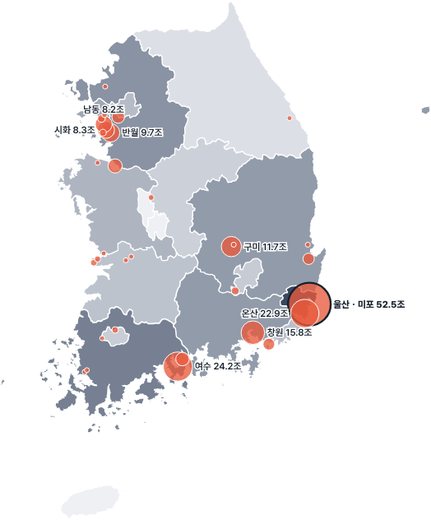 남동 8.2조
시화 8.3조
반월 9.7조
구미 11.7조
울산 · 미포 52.5조
온산 22.9조
창원 15.8조
여수 24.2조